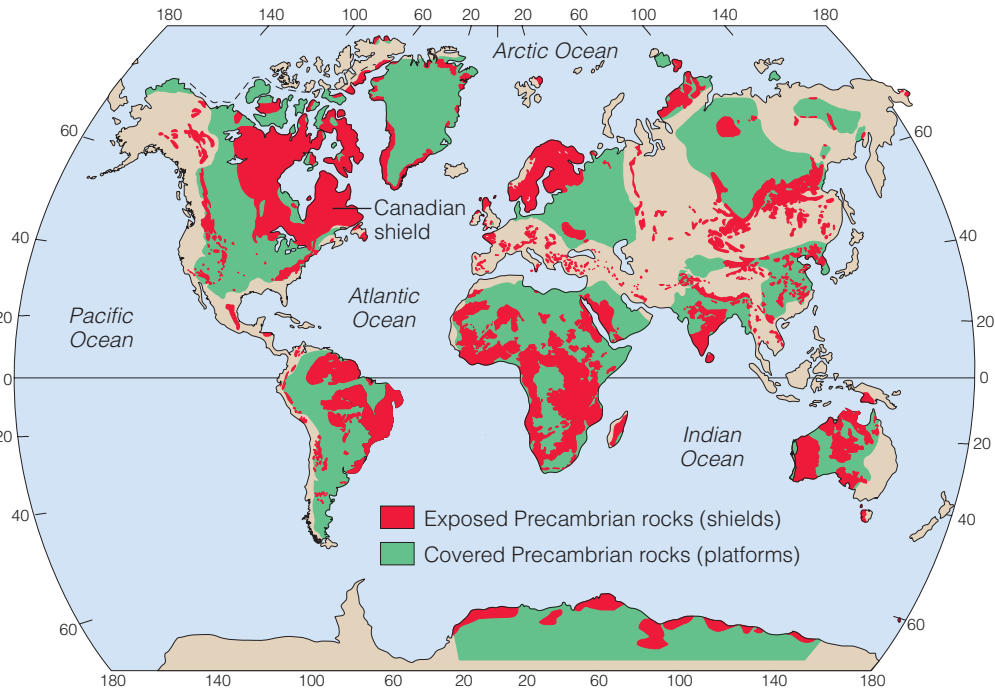 180 140 100 60 20 20 60 100 140 180
Arctic Ocean
60 60
Canadian
shield
40 40
Atlantic
Ocean
Pacific
Ocean
20 20
0 0
Indian
Ocean
20 20
Exposed Precambrian rocks (shields)
40 40
Covered Precambrian rocks (platforms)
60 60
180 140 100 60 20 20 60 100 140 180